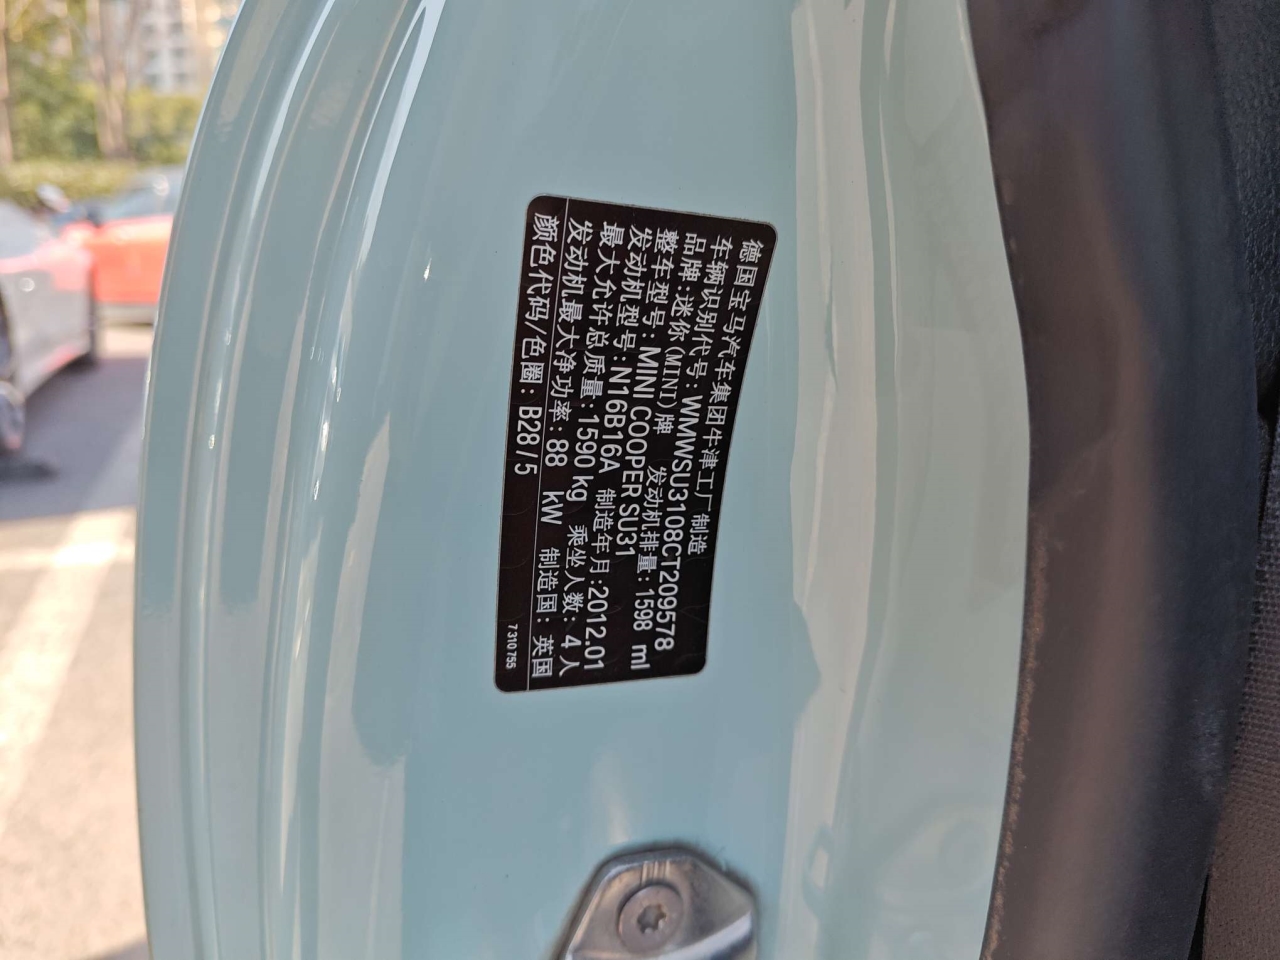 德国宝马汽车集团牛津工厂制造
车辆识别代号：WMWSU3108CT209578
品牌：迷你(MINI)牌 发动机排量：1598 ml
整车型号：MINI COOPER SU31
发动机型号：N16B16A 制造年月：2012.01
最大允许总质量：1590 kg 乘坐人数：4 人
发动机最大净功率：88 kW 制造国：英国
颜色代码/色圈：B28/5 7310755